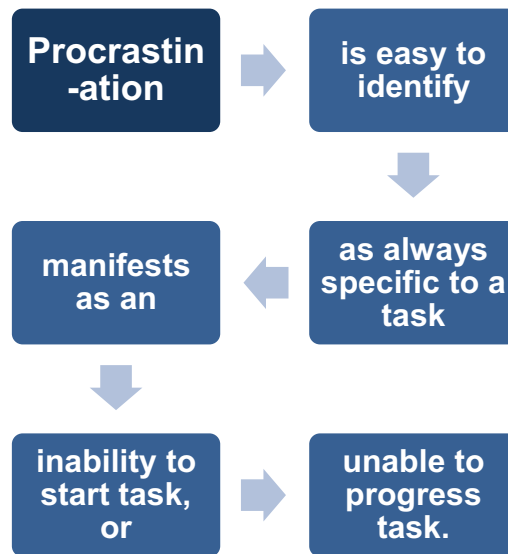 Procrastin
-ation
is easy to
identify
as always
specific to a
task
manifests
as an
inability to
start task,
or
unable to
progress
task.